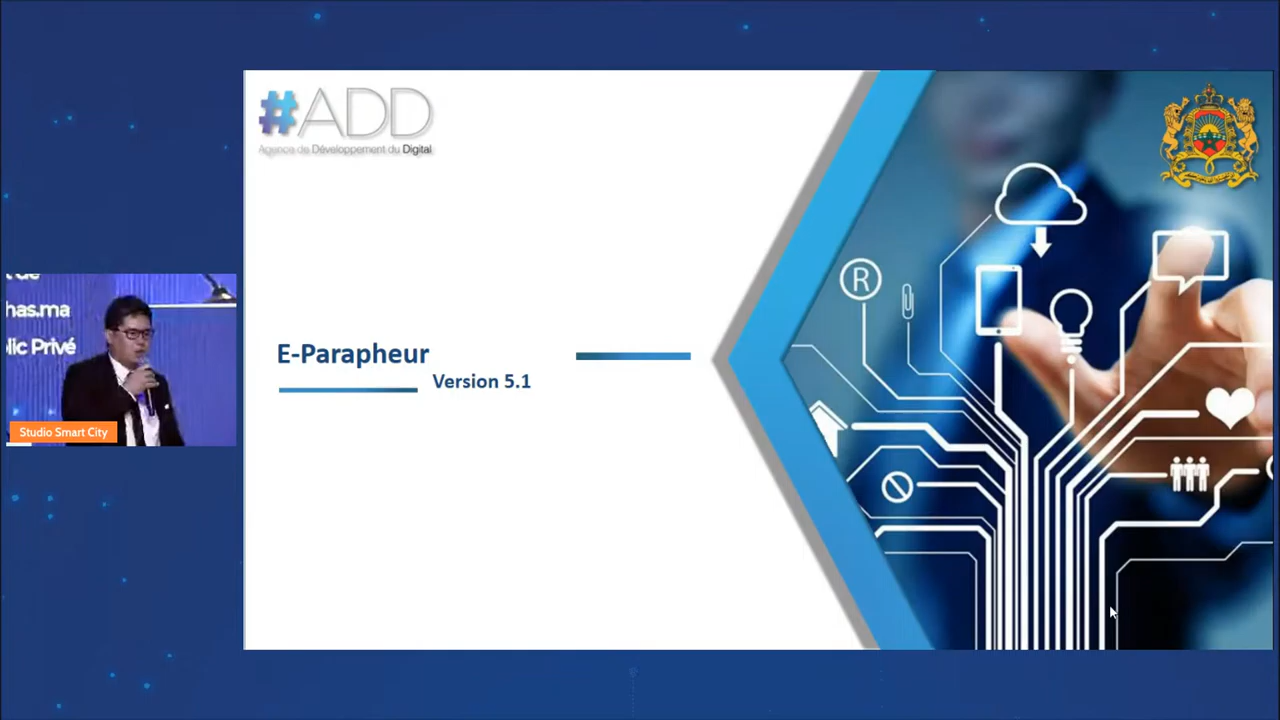 #ADD
Agence de Développement du Digital
E-Parapheur
Version 5.1
R
has.ma
lic Privé
Studio Smart City